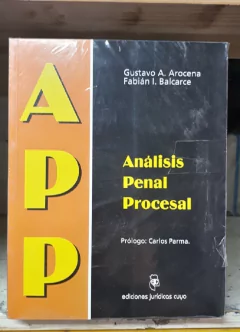 A
P
P
Gustavo A. Arocena
Fabián I. Balcarce
Análisis
Penal
Procesal
Prólogo: Carlos Parma.
ediciones jurídicas cuyo